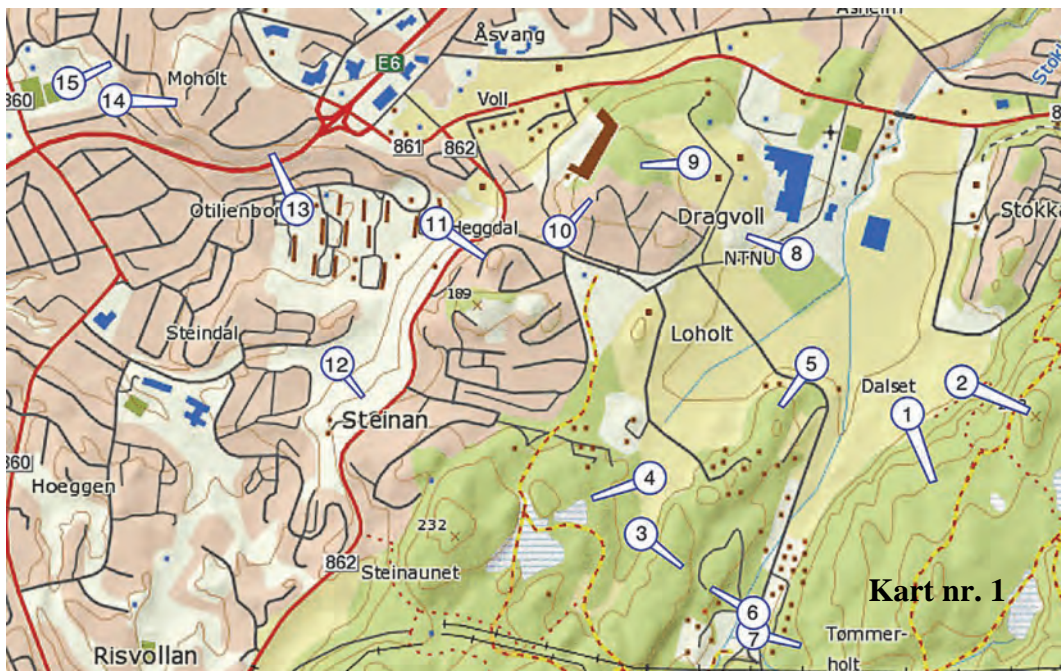 Åsheim
Åsvang
E6
15
Moholt
860
14
Voll
861
862
9
Stokk
13
Otilienbor
11
Heggdal
10
Dragvoll
8
NTNU
Stokka
189
Steindal
Loholt
12
5
Dalset
2
1
Steinan
860
Hoeggen
4
232
3
862
Steinaunet
Kart nr. 1
6
7
Tømmer-
holt
Risvollan